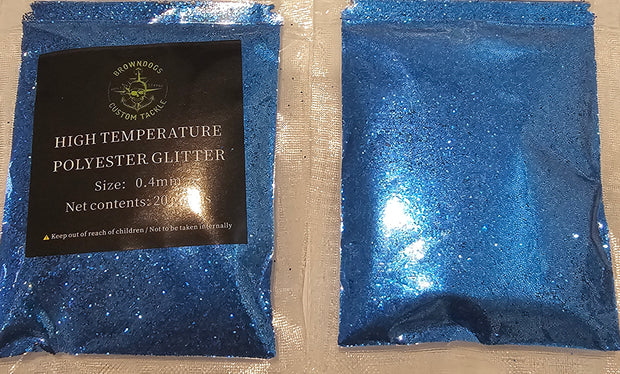 BROWNDOGS
CUSTOM TACKLE
HIGH TEMPERATURE
POLYESTER GLITTER
Size: 0.4mm
Net contents:
⚠ Keep out of reach of children / Not to be taken internally